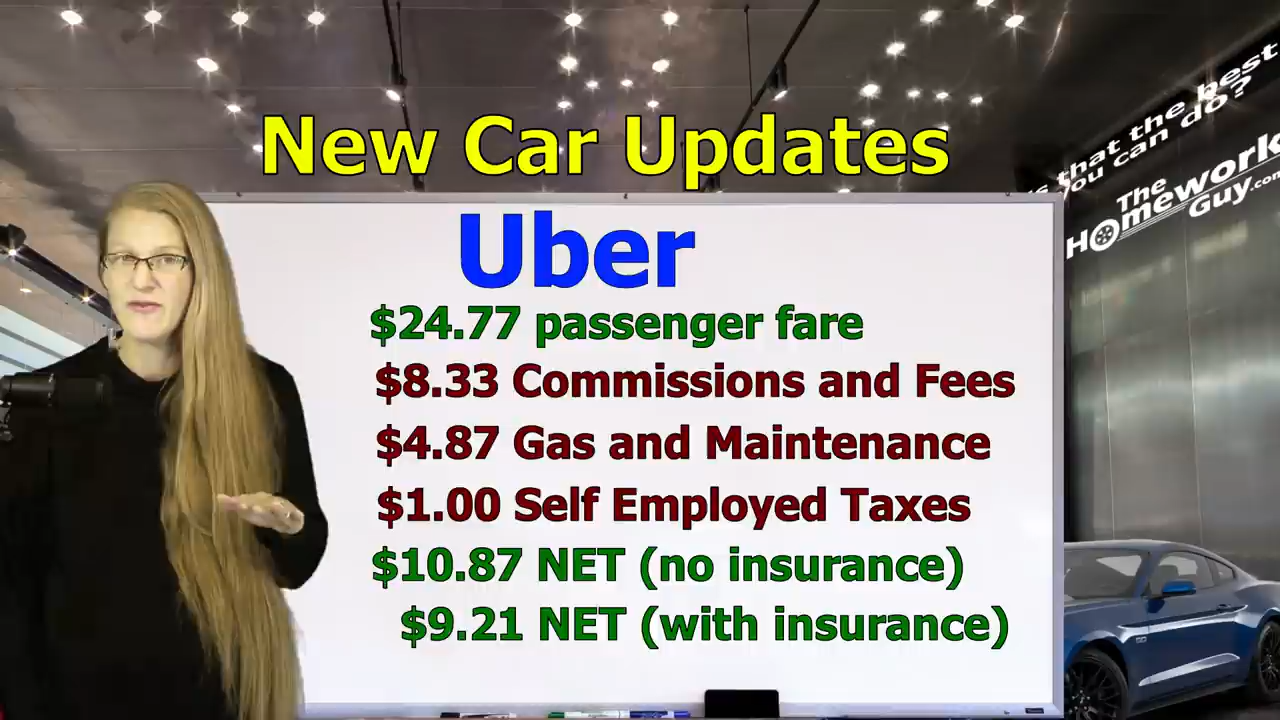 New Car Updates
Uber
$24.77 passenger fare
$8.33 Commissions and Fees
$4.87 Gas and Maintenance
$1.00 Self Employed Taxes
$10.87 NET (no insurance)
$9.21 NET (with insurance)
that the best
you can do?
The
Homework
Guy.com